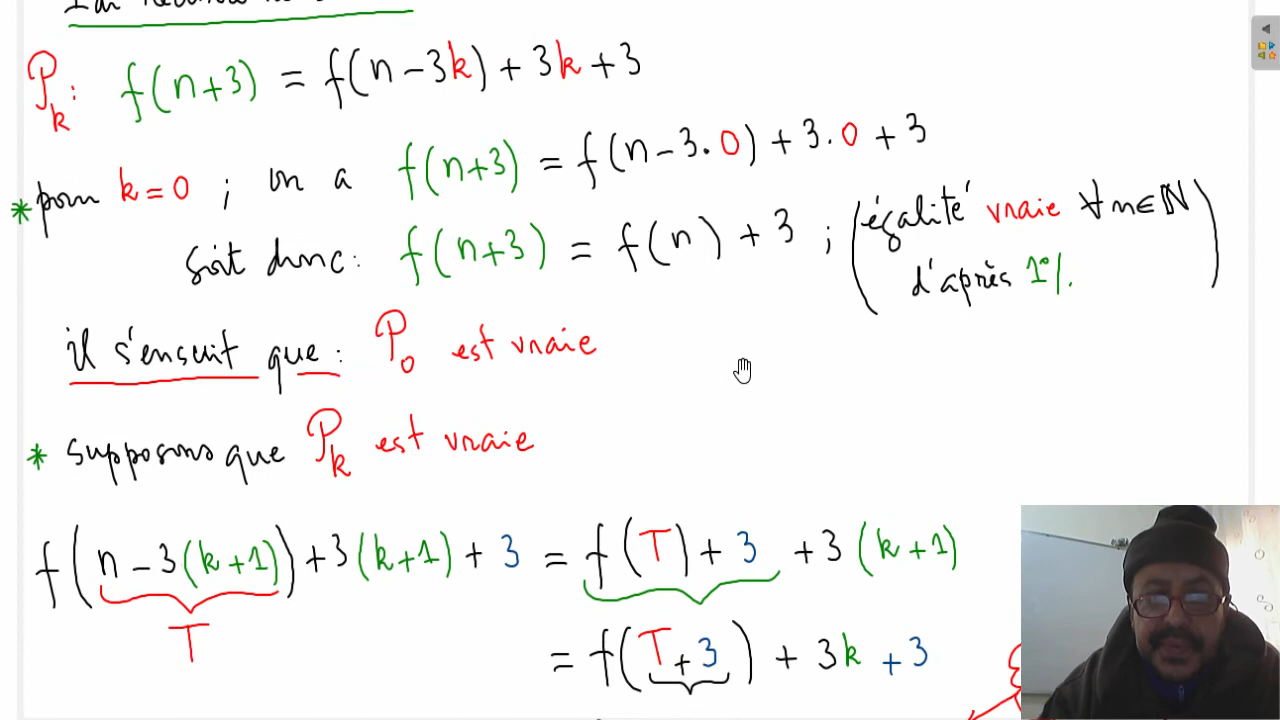 Par
P_k: f(n+3) = f(n-3k) + 3k + 3
* pour k=0 ; on a f(n+3) = f(n-3.0) + 3.0 + 3
soit donc: f(n+3) = f(n) + 3 ; (égalité vraie ∀n∈ℕ
d'après 1°/.)
il s'ensuit que: P_0 est vraie
* supposons que P_k est vraie
f(n-3(k+1)) + 3(k+1) + 3 = f(T) + 3 + 3(k+1)
T
= f(T+3) + 3k + 3